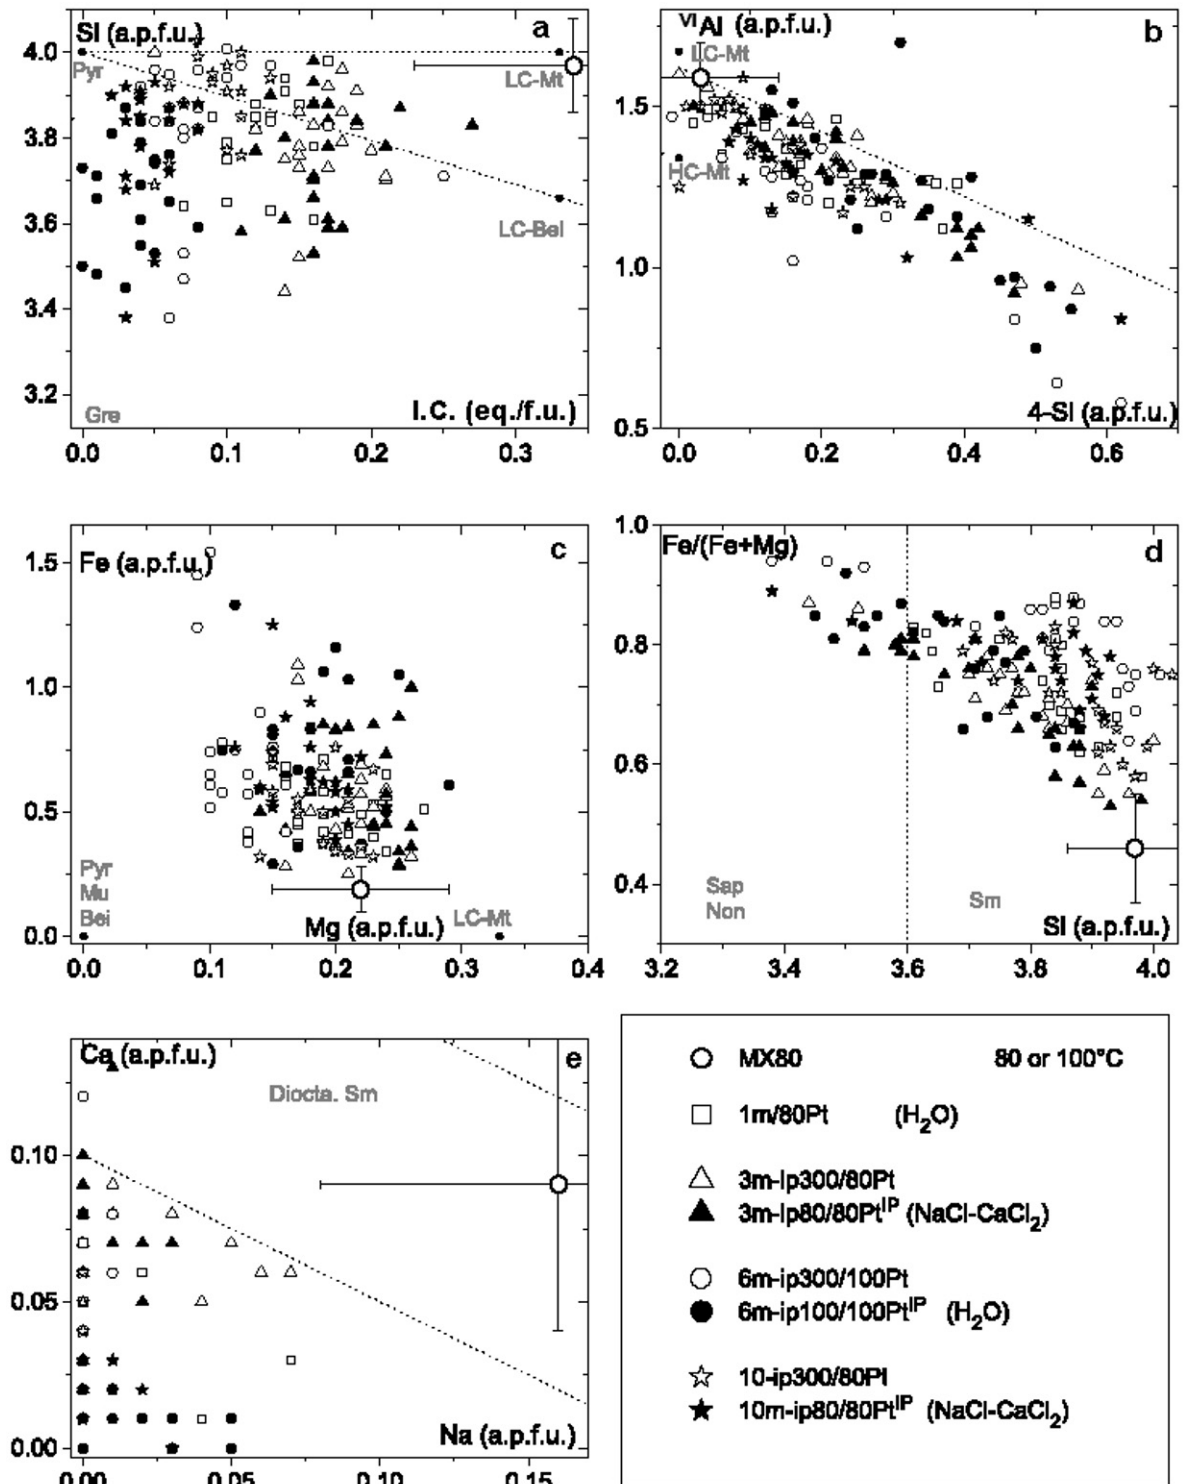 Si (a.p.f.u.)
a
4.0
Pyr
LC-Mt
3.8
3.6
LC-Bei
3.4
3.2
Gre
I.C. (eq./f.u.)
0.0 0.1 0.2 0.3
VI Al (a.p.f.u.)
b
LC-Mt
1.5
HC-Mt
1.0
4-Si (a.p.f.u.)
0.5
0.0 0.2 0.4 0.6
Fe (a.p.f.u.)
c
1.5
1.0
0.5
Pyr
Mu
Bei
Mg (a.p.f.u.)
LC-Mt
0.0
0.0 0.1 0.2 0.3 0.4
1.0
Fe/(Fe+Mg)
d
0.8
0.6
0.4
Sap
Non
Sm
Si (a.p.f.u.)
3.2 3.4 3.6 3.8 4.0
Ca (a.p.f.u.)
e
Diocta. Sm
0.10
0.05
Na (a.p.f.u.)
0.00
0.00 0.05 0.10 0.15
MX80 80 or 100°C
1m/80Pt (H2O)
3m-ip300/80Pt
3m-ip80/80PtIP (NaCl-CaCl2)
6m-ip300/100Pt
6m-ip100/100PtIP (H2O)
10-ip300/80Pt
10m-ip80/80PtIP (NaCl-CaCl2)